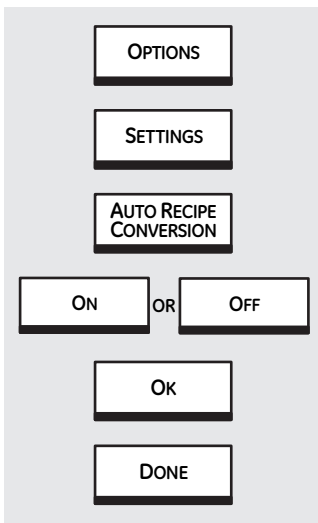 OPTIONS
SETTINGS
AUTO RECIPE
CONVERSION
ON OR OFF
OK
DONE